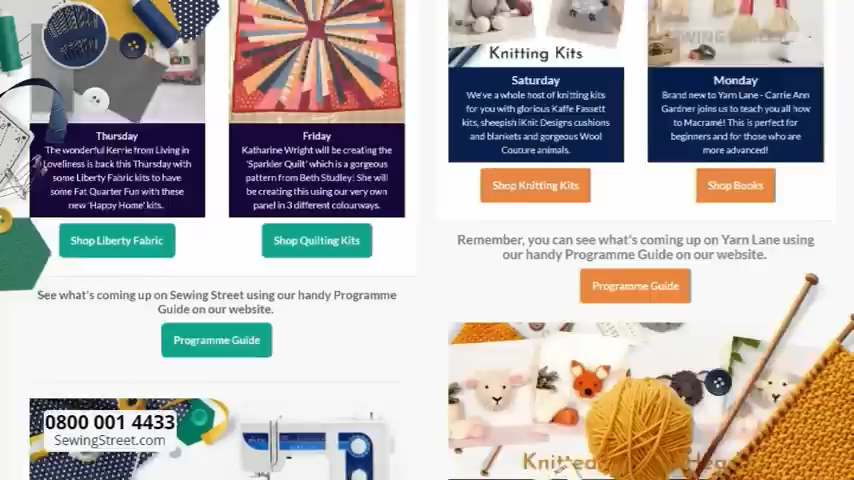 Thursday
The wonderful Kerrie from Living in
Loveliness is back this Thursday with
some Liberty Fabric kits to have
some Fat Quarter Fun with these
new 'Happy Home' kits.
Shop Liberty Fabric
Friday
Katharine Wright will be creating the
'Sparkler Quilt' which is a gorgeous
pattern from Beth Studley! She will
be creating this using our very own
panel in 3 different colourways.
Shop Quilting Kits
See what's coming up on Sewing Street using our handy Programme
Guide on our website.
Programme Guide
0800 001 4433
SewingStreet.com
Knitting Kits
Saturday
We've a whole host of knitting kits
for you with glorious Kaffe Fassett
kits, sheepish iKnit Designs cushions
and blankets and gorgeous Wool
Couture animals.
Shop Knitting Kits
Monday
Brand new to Yarn Lane - Carrie Ann
Gardner joins us to teach you all how
to Macramé! This is perfect for
beginners and for those who are
more advanced!
Shop Books
Remember, you can see what's coming up on Yarn Lane using
our handy Programme Guide on our website.
Programme Guide